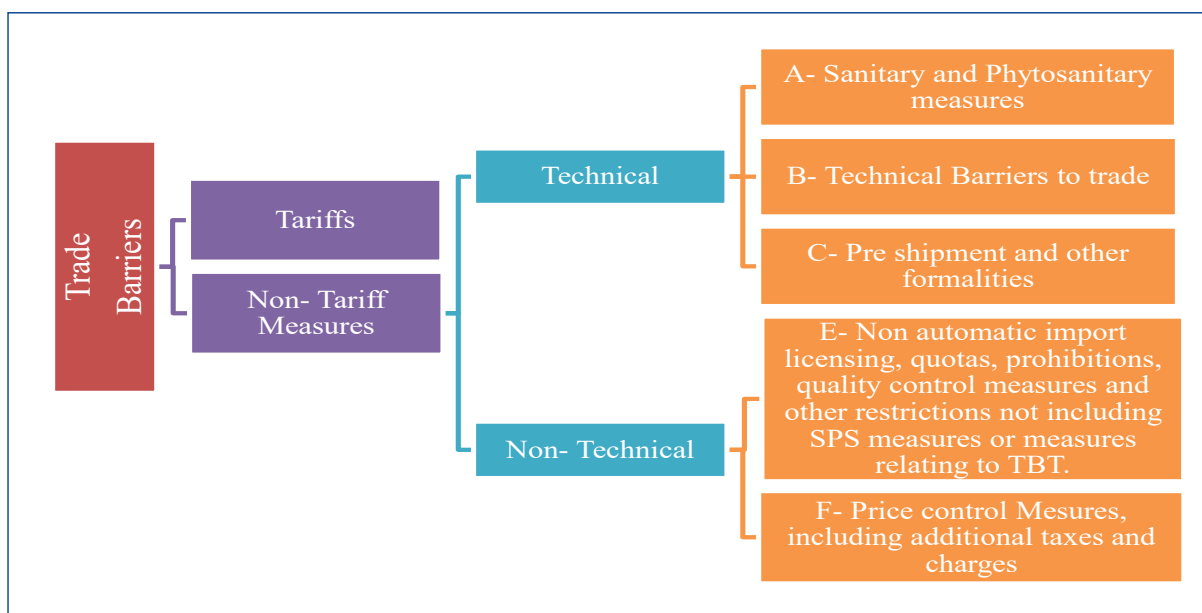 Trade
Barriers
Tariffs
Non- Tariff
Measures
Technical
Non- Technical
A- Sanitary and Phytosanitary
measures
B- Technical Barriers to trade
C- Pre shipment and other
formalities
E- Non automatic import
licensing, quotas, prohibitions,
quality control measures and
other restrictions not including
SPS measures or measures
relating to TBT.
F- Price control Mesures,
including additional taxes and
charges